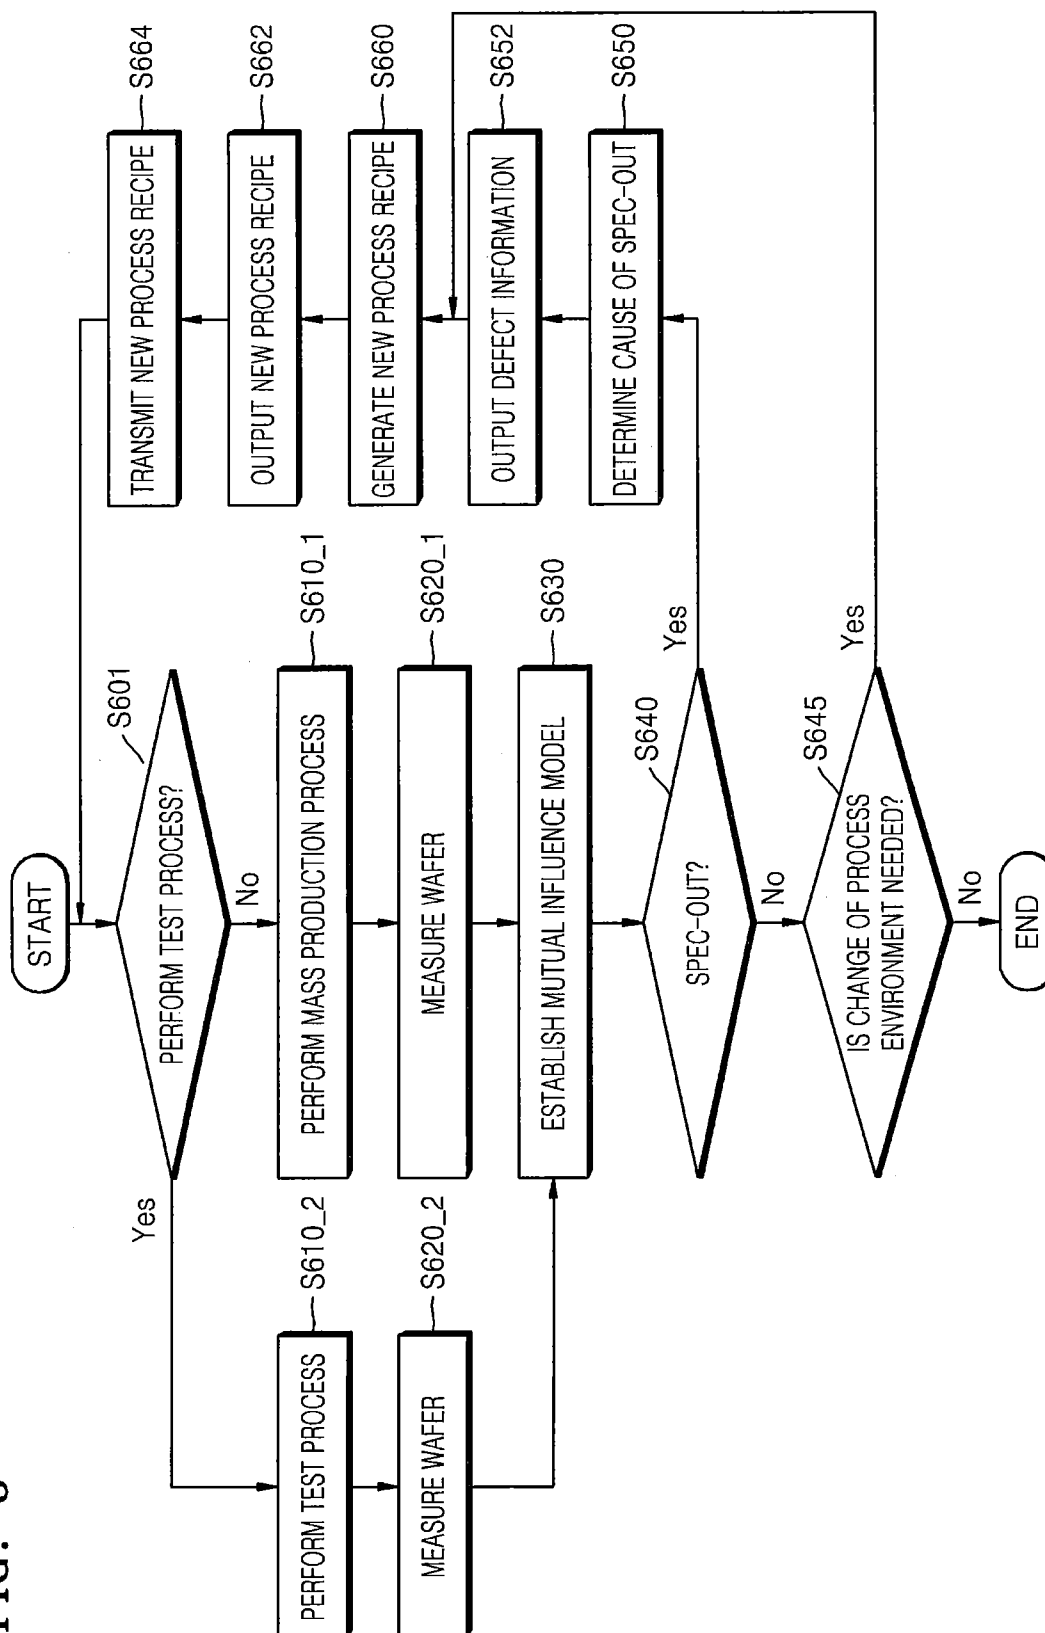 START
PERFORM TEST PROCESS?
S601
Yes
No
PERFORM TEST PROCESS
S610_2
PERFORM MASS PRODUCTION PROCESS
S610_1
MEASURE WAFER
S620_2
MEASURE WAFER
S620_1
ESTABLISH MUTUAL INFLUENCE MODEL
S630
SPEC-OUT?
S640
Yes
No
IS CHANGE OF PROCESS
ENVIRONMENT NEEDED?
S645
Yes
No
END
TRANSMIT NEW PROCESS RECIPE
S664
OUTPUT NEW PROCESS RECIPE
S662
GENERATE NEW PROCESS RECIPE
S660
OUTPUT DEFECT INFORMATION
S652
DETERMINE CAUSE OF SPEC-OUT
S650